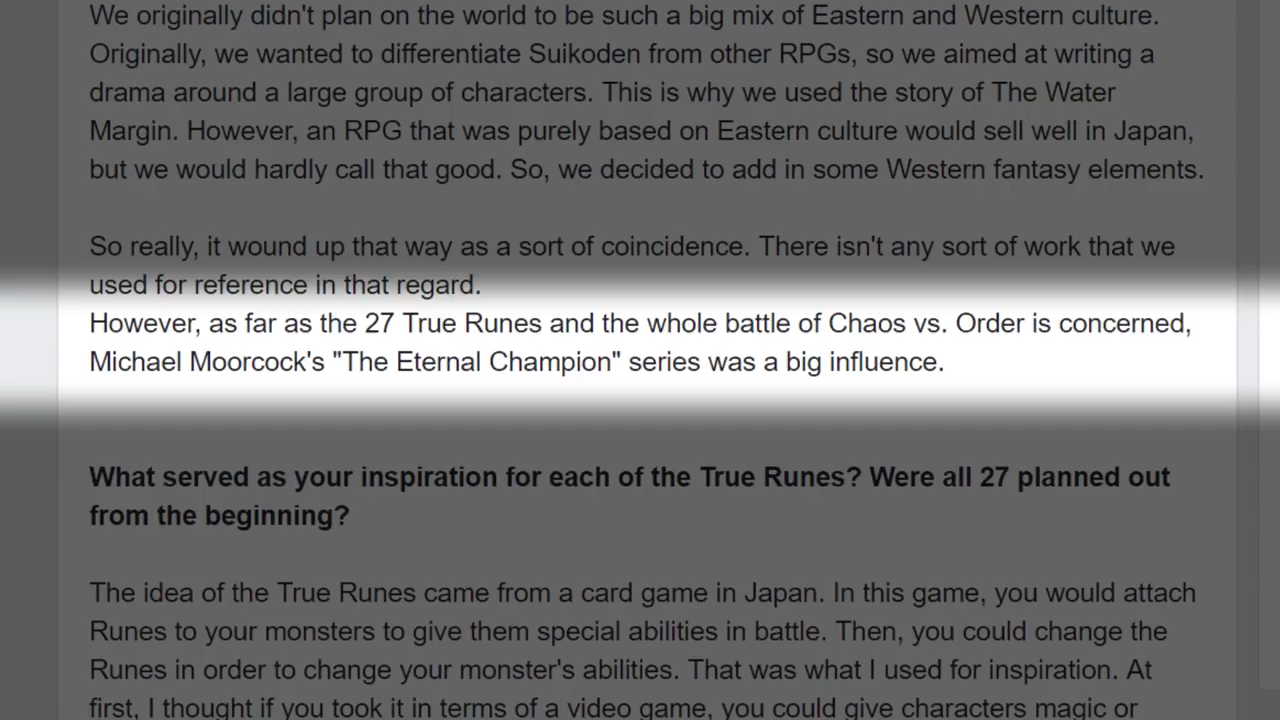 We originally didn't plan on the world to be such a big mix of Eastern and Western culture.
Originally, we wanted to differentiate Suikoden from other RPGs, so we aimed at writing a
drama around a large group of characters. This is why we used the story of The Water
Margin. However, an RPG that was purely based on Eastern culture would sell well in Japan,
but we would hardly call that good. So, we decided to add in some Western fantasy elements.
So really, it wound up that way as a sort of coincidence. There isn't any sort of work that we
used for reference in that regard.
However, as far as the 27 True Runes and the whole battle of Chaos vs. Order is concerned,
Michael Moorcock's "The Eternal Champion" series was a big influence.
What served as your inspiration for each of the True Runes? Were all 27 planned out
from the beginning?
The idea of the True Runes came from a card game in Japan. In this game, you would attach
Runes to your monsters to give them special abilities in battle. Then, you could change the
Runes in order to change your monster's abilities. That was what I used for inspiration. At
first, I thought if you took it in terms of a video game, you could give characters magic or